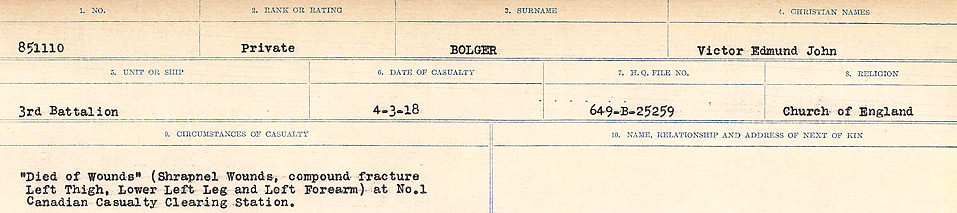 1. NO. 2. RANK OR RATING 3. SURNAME 4. CHRISTIAN NAMES
851110 Private BOLGER Victor Edmund John
5. UNIT OR SHIP 6. DATE OF CASUALTY 7. H.Q. FILE NO. 8. RELIGION
3rd Battalion 4-3-18 649-B-25259 Church of England
9. CIRCUMSTANCES OF CASUALTY 10. NAME, RELATIONSHIP AND ADDRESS OF NEXT OF KIN
"Died of Wounds" (Shrapnel Wounds, compound fracture
Left Thigh, Lower Left Leg and Left Forearm) at No.1
Canadian Casualty Clearing Station.